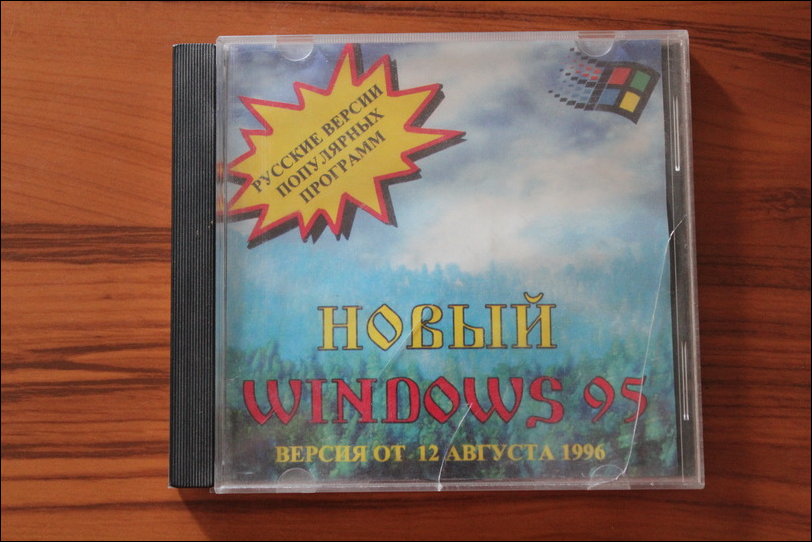 РУССКИЕ ВЕРСИИ
ПОПУЛЯРНЫХ
ПРОГРАММ
НОВЫЙ
WINDOWS 95
ВЕРСИЯ ОТ 12 АВГУСТА 1996